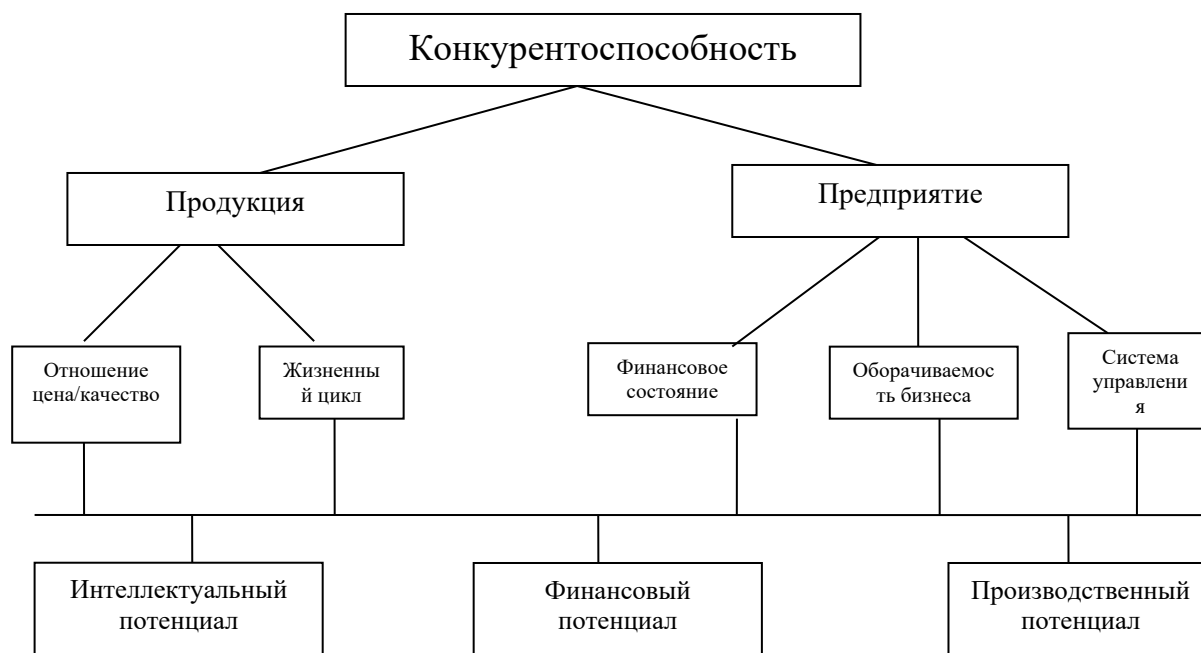 Конкурентоспособность
Продукция
Предприятие
Отношение
цена/качество
Жизненны
й цикл
Финансовое
состояние
Оборачиваемос
ть бизнеса
Система
управлени
я
Интеллектуальный
потенциал
Финансовый
потенциал
Производственный
потенциал